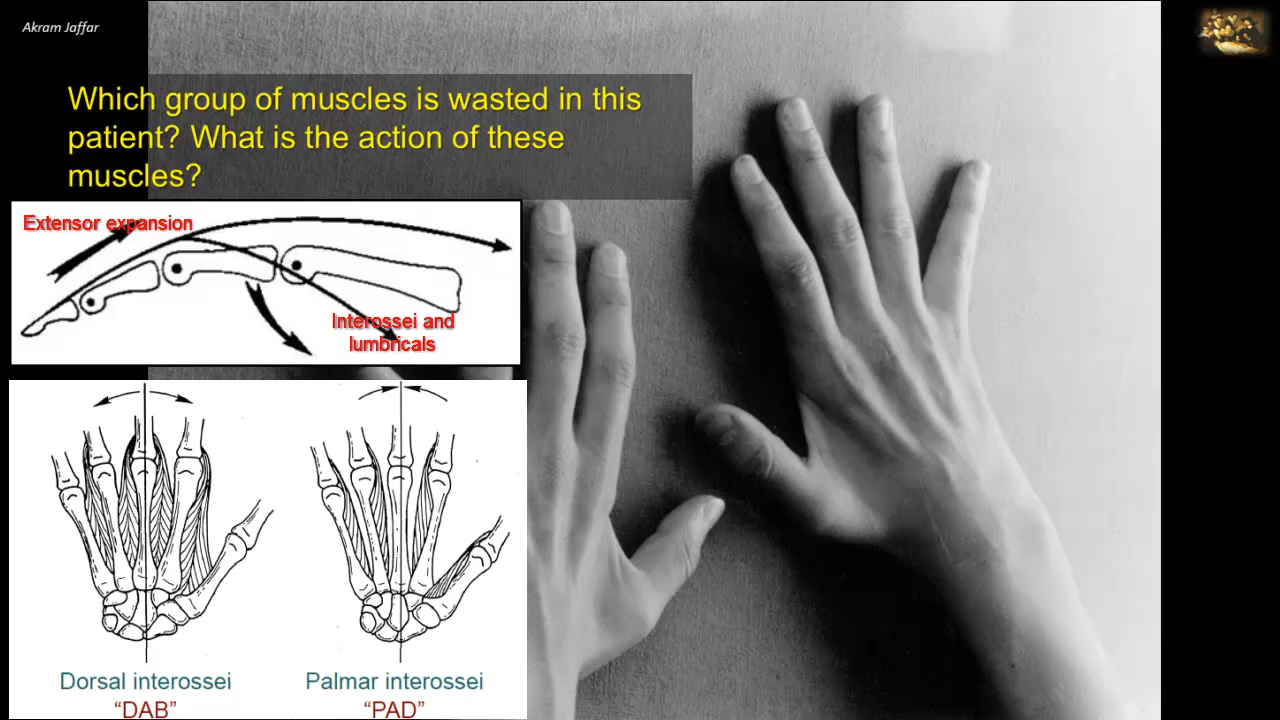 Akram Jaffar
Which group of muscles is wasted in this
patient? What is the action of these
muscles?
Extensor expansion
Interossei and
lumbricals
Dorsal interossei
"DAB"
Palmar interossei
"PAD"